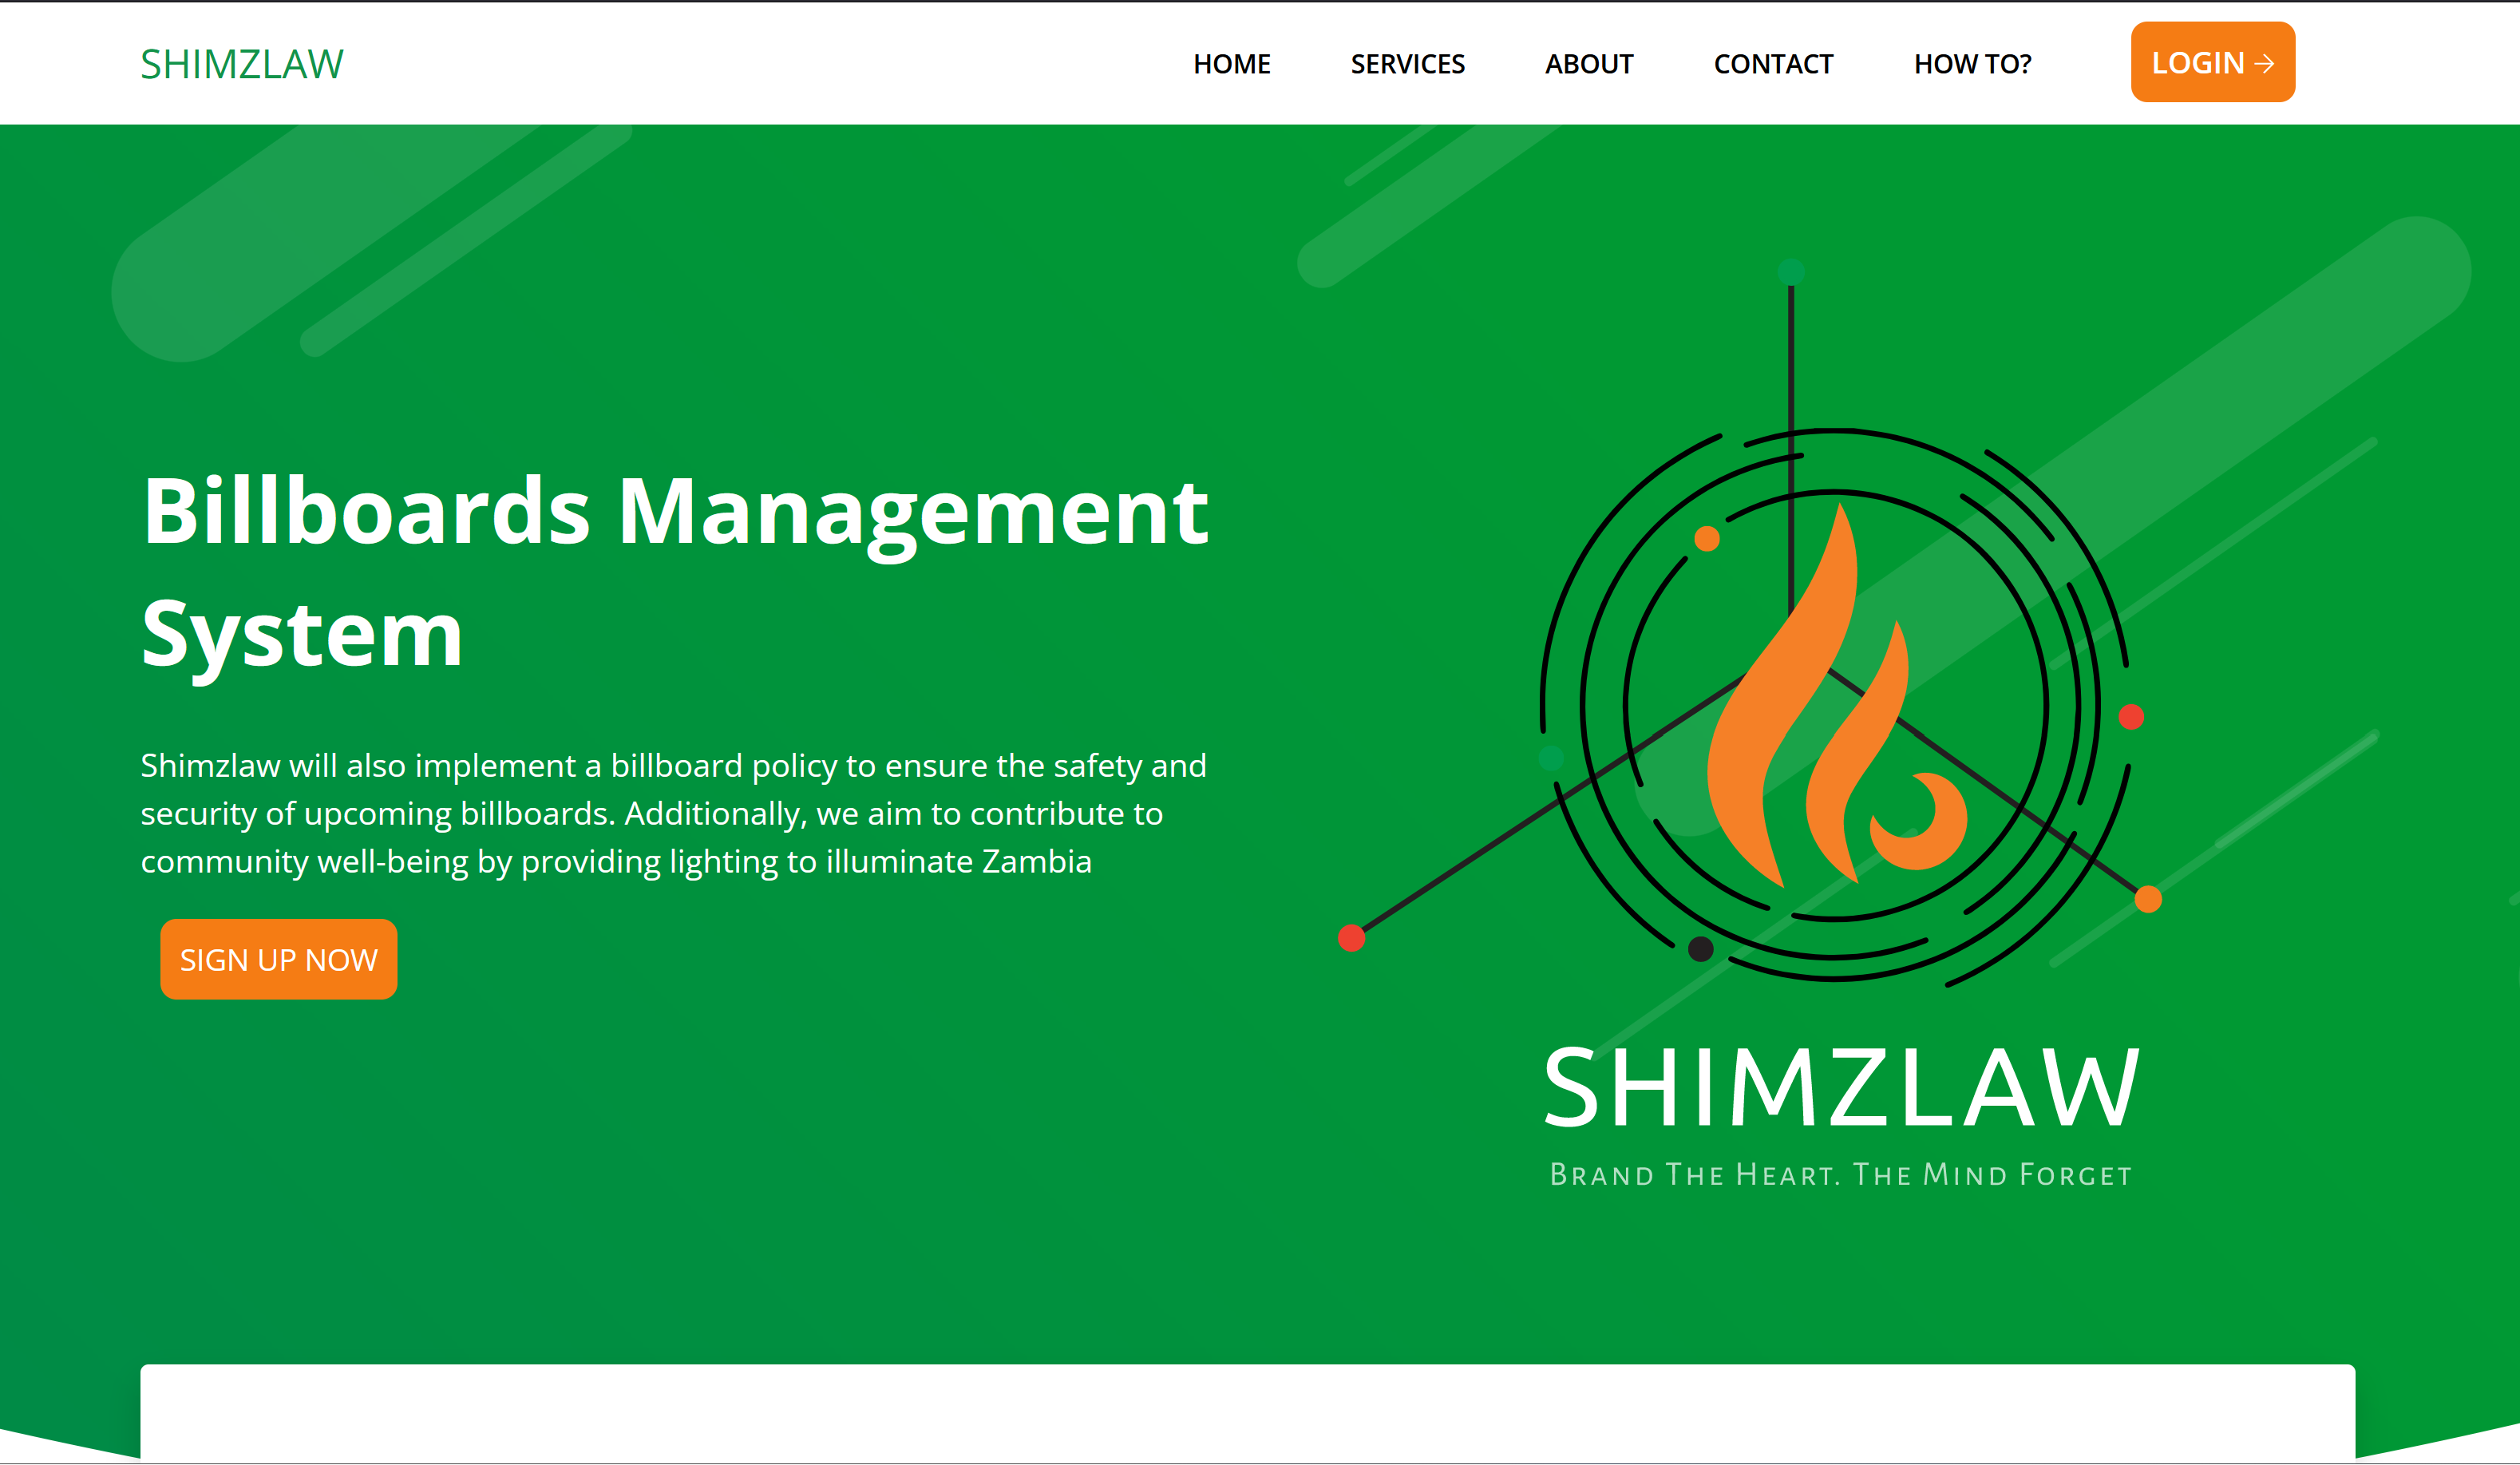 SHIMZLAW
HOME SERVICES ABOUT CONTACT HOW TO? LOGIN →
Billboards Management
System
Shimzlaw will also implement a billboard policy to ensure the safety and
security of upcoming billboards. Additionally, we aim to contribute to
community well-being by providing lighting to illuminate Zambia
SIGN UP NOW
SHIMZLAW
Brand The Heart. The Mind Forget